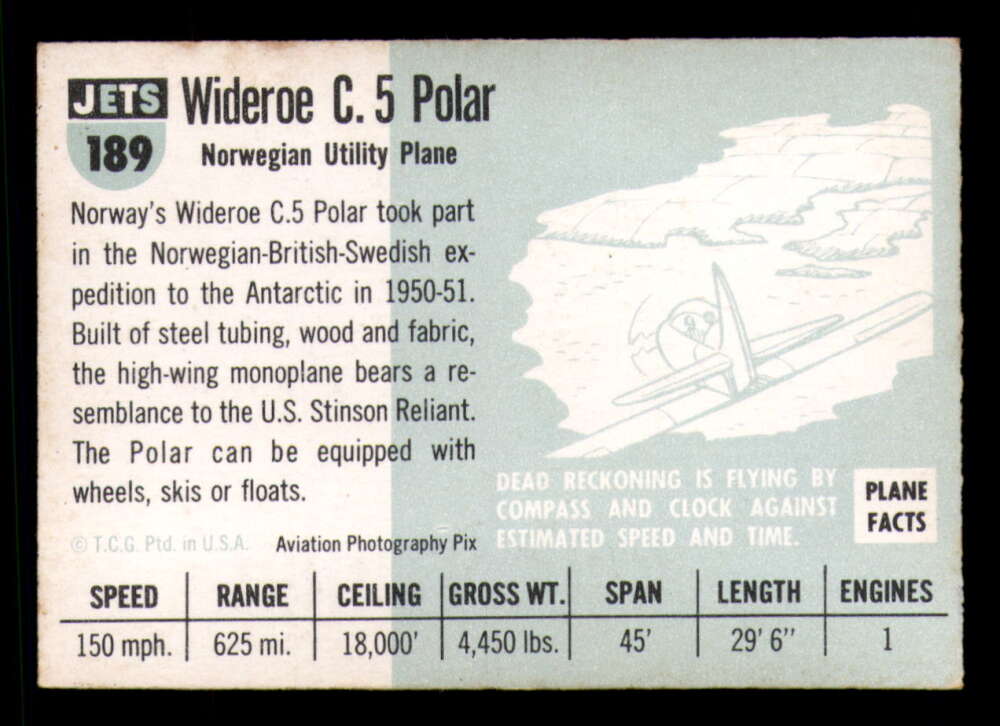 JETS
189
Wideroe C.5 Polar
Norwegian Utility Plane
Norway's Wideroe C.5 Polar took part
in the Norwegian-British-Swedish ex-
pedition to the Antarctic in 1950-51.
Built of steel tubing, wood and fabric,
the high-wing monoplane bears a re-
semblance to the U.S. Stinson Reliant.
The Polar can be equipped with
wheels, skis or floats.
© T.C.G. Ptd. in U.S.A. Aviation Photography Pix
DEAD RECKONING IS FLYING BY
COMPASS AND CLOCK AGAINST
ESTIMATED SPEED AND TIME.
PLANE
FACTS
SPEED RANGE CEILING GROSS WT. SPAN LENGTH ENGINES
150 mph. 625 mi. 18,000' 4,450 lbs. 45' 29' 6" 1